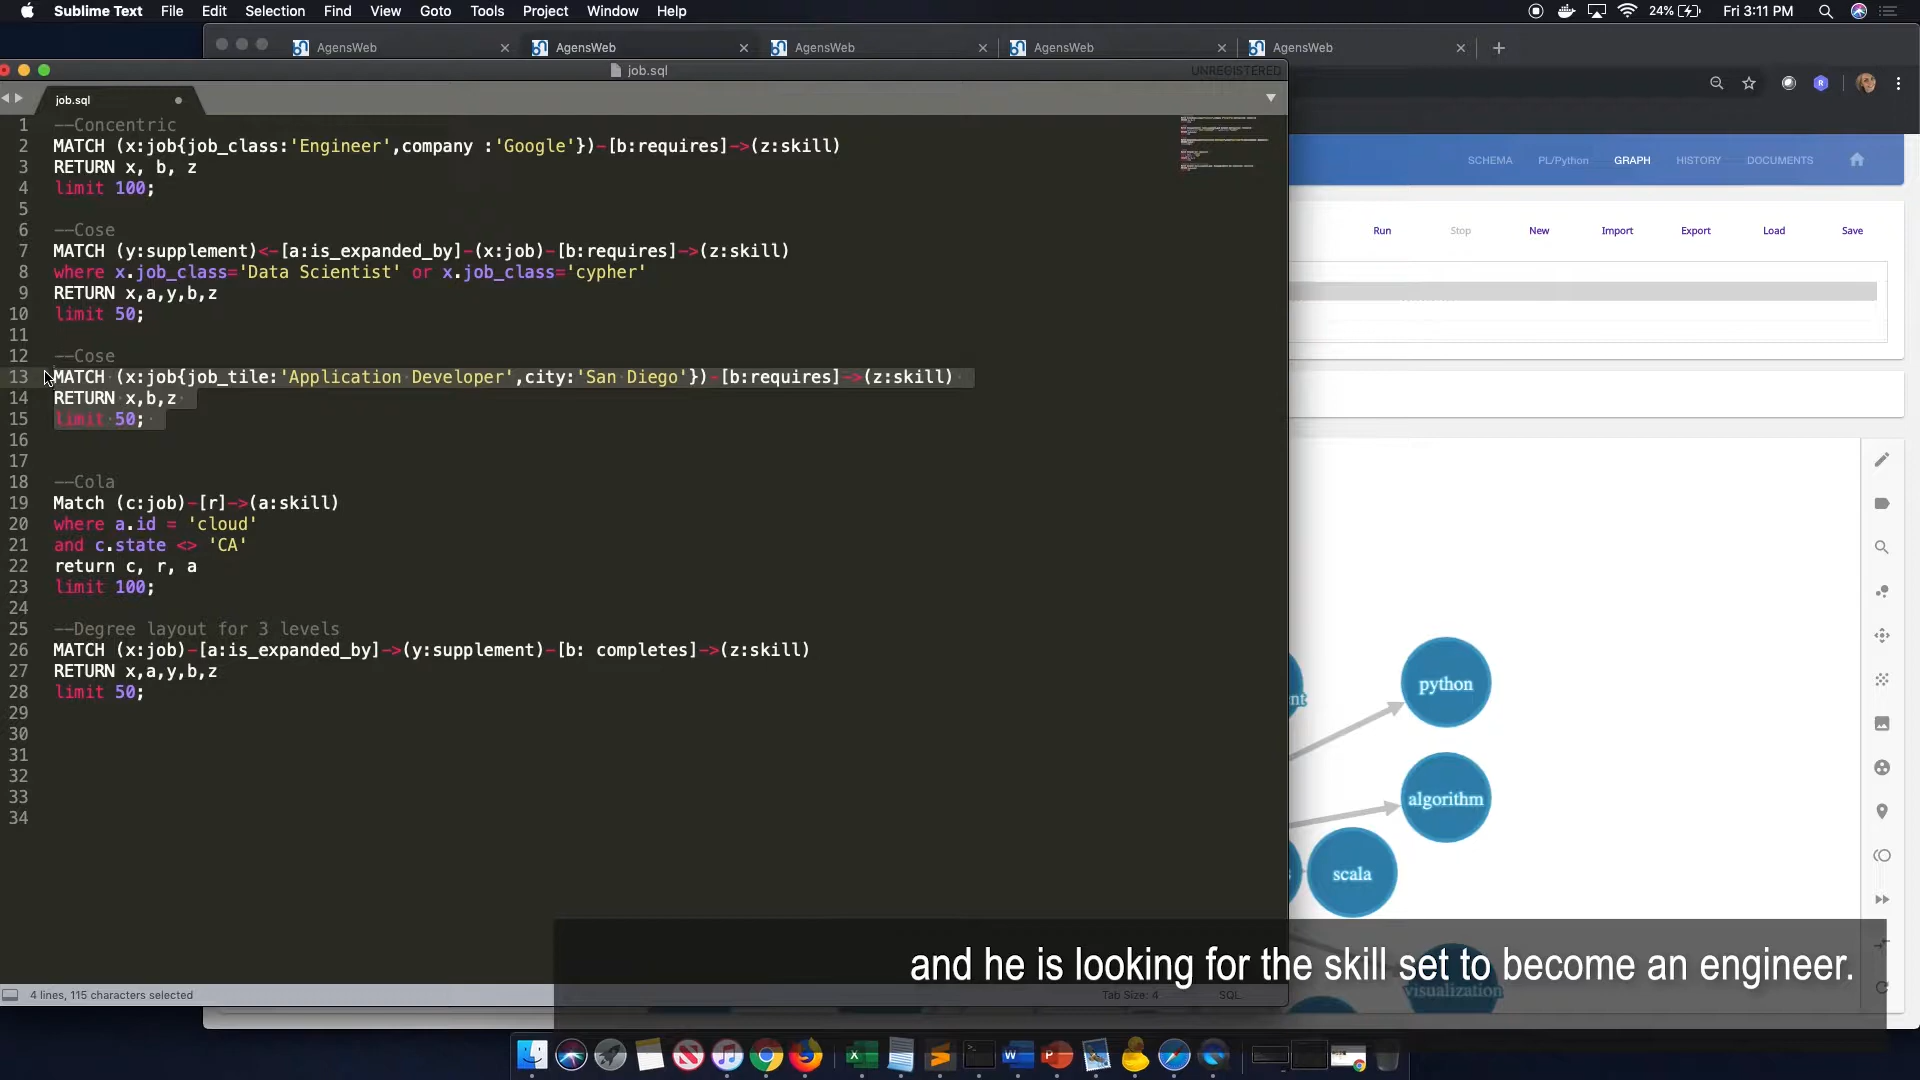 Sublime Text File Edit Selection Find View Goto Tools Project Window Help 24% Fri 3:11 PM
AgensWeb AgensWeb AgensWeb AgensWeb AgensWeb
job.sql UNREGISTERED
job.sql
1 --Concentric
2 MATCH (x:job{job_class:'Engineer',company :'Google'})-[b:requires]->(z:skill)
3 RETURN x, b, z
4 limit 100;
5
6 --Cose
7 MATCH (y:supplement)<-[a:is_expanded_by]-(x:job)-[b:requires]->(z:skill)
8 where x.job_class='Data Scientist' or x.job_class='cypher'
9 RETURN x,a,y,b,z
10 limit 50;
11
12 --Cose
13 MATCH (x:job{job_tile:'Application Developer',city:'San Diego'})-[b:requires]->(z:skill)
14 RETURN x,b,z
15 limit 50;
16
17
18 --Cola
19 Match (c:job)-[r]->(a:skill)
20 where a.id = 'cloud'
21 and c.state <> 'CA'
22 return c, r, a
23 limit 100;
24
25 --Degree layout for 3 levels
26 MATCH (x:job)-[a:is_expanded_by]->(y:supplement)-[b: completes]->(z:skill)
27 RETURN x,a,y,b,z
28 limit 50;
29
30
31
32
33
34
SCHEMA PL/Python GRAPH HISTORY DOCUMENTS
Run Stop New Import Export Load Save
nt
python
algorithm
scala
visualization
and he is looking for the skill set to become an engineer.
4 lines, 115 characters selected Tab Size: 4 SQL